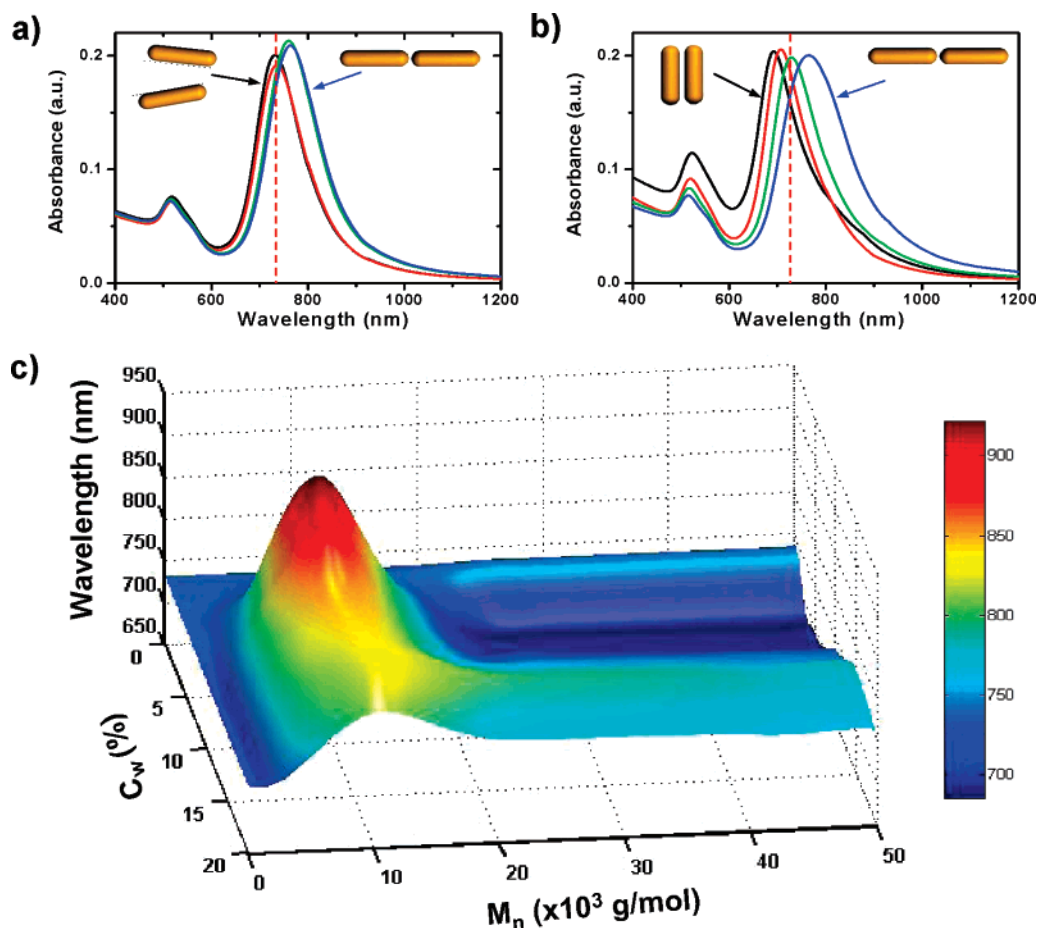 a)
0.2
0.1
0.0
Absorbance (a.u.)
400 600 800 1000 1200
Wavelength (nm)
b)
0.2
0.1
0.0
Absorbance (a.u.)
400 600 800 1000 1200
Wavelength (nm)
c)
950
900
850
800
750
700
650
Wavelength (nm)
0
5
10
15
20
Cw (%)
0 10 20 30 40 50
Mn (x10³ g/mol)
900
850
800
750
700